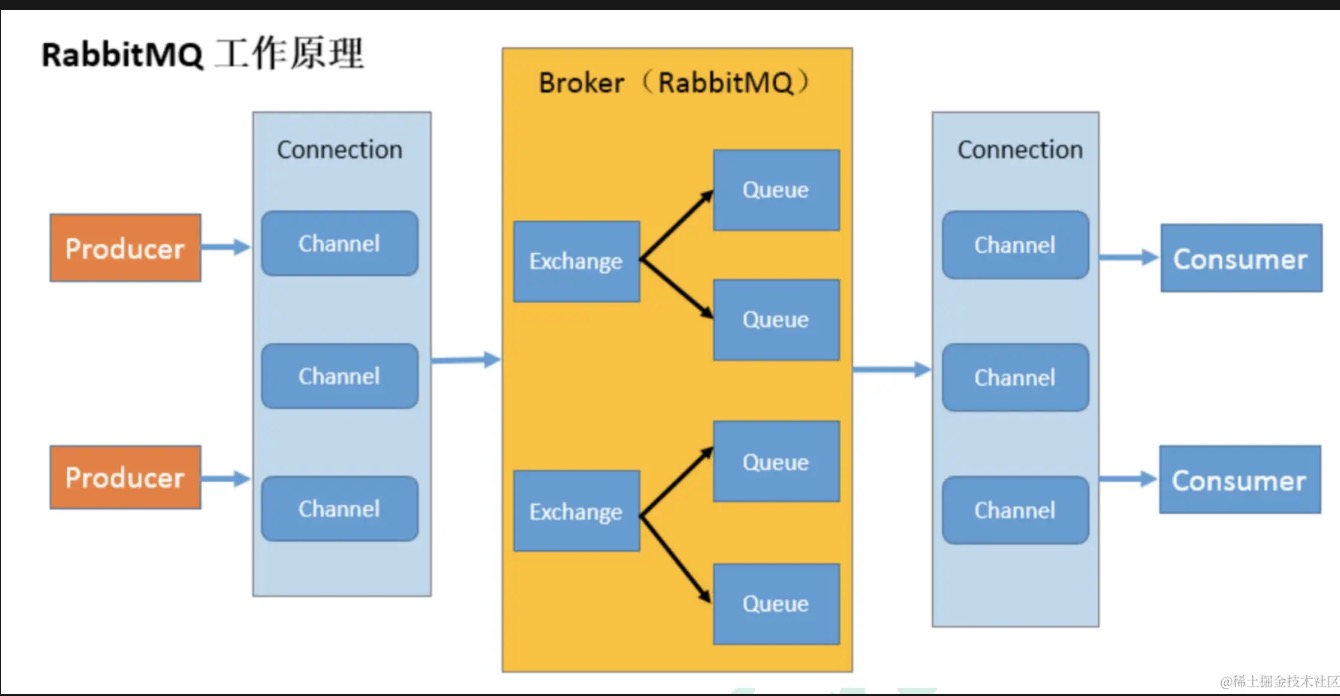 RabbitMQ 工作原理
Broker（RabbitMQ）
Connection
Connection
Queue
Producer
Channel
Exchange
Channel
Consumer
Queue
Channel
Channel
Queue
Producer
Channel
Exchange
Channel
Consumer
Queue
@稀土掘金技术社区